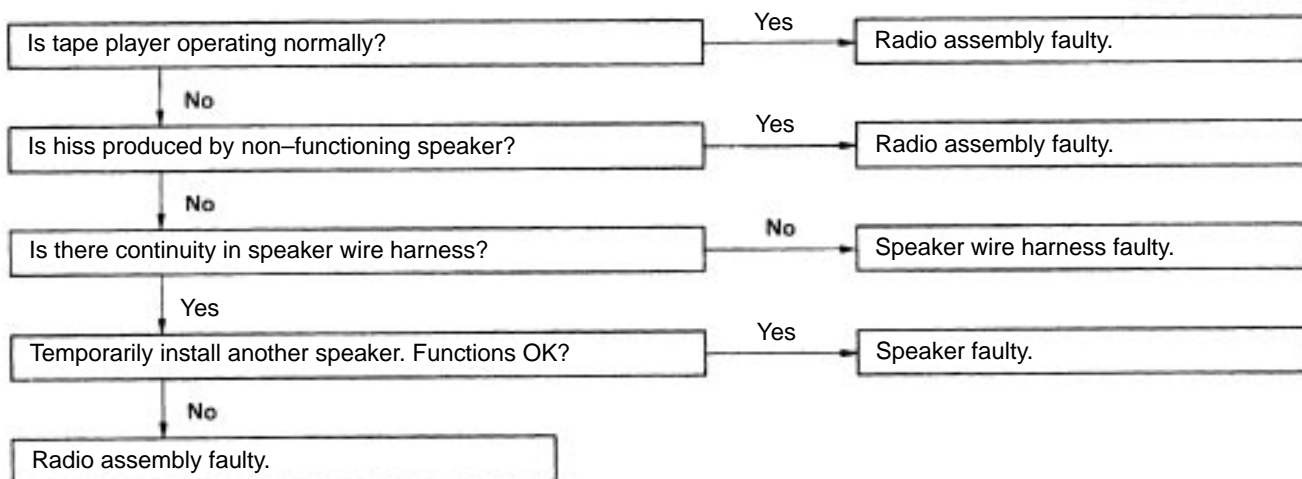 Is tape player operating normally?
Yes
Radio assembly faulty.
No
Is hiss produced by non–functioning speaker?
Yes
Radio assembly faulty.
No
Is there continuity in speaker wire harness?
No
Speaker wire harness faulty.
Yes
Temporarily install another speaker. Functions OK?
Yes
Speaker faulty.
No
Radio assembly faulty.